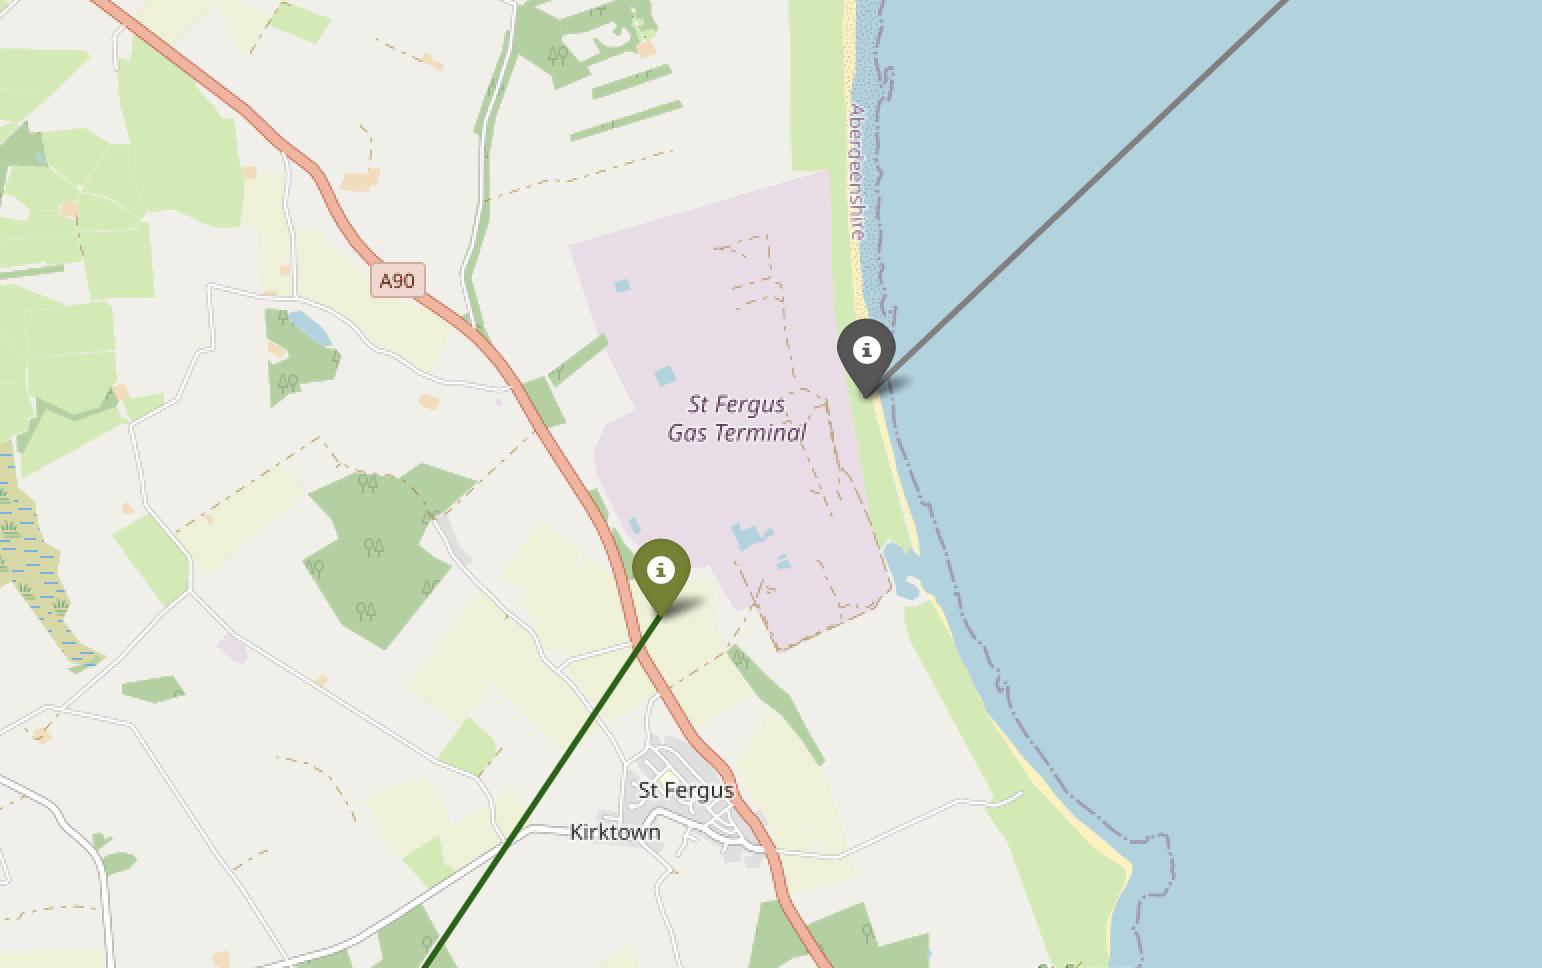 Aberdeenshire
A90
St Fergus
Gas Terminal
St Fergus
Kirktown